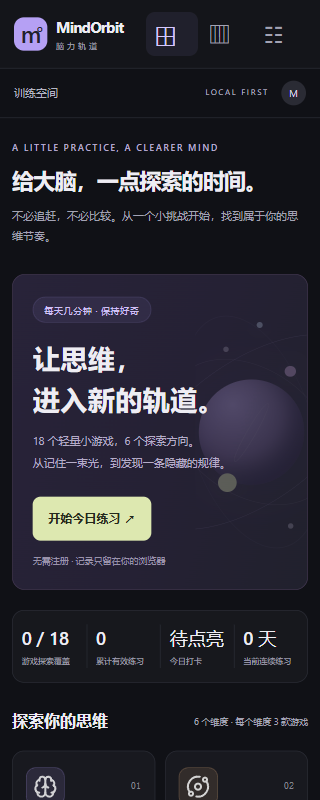 m
MindOrbit
脑力轨道
训练空间
LOCAL FIRST
M
A LITTLE PRACTICE, A CLEARER MIND
给大脑，一点探索的时间。
不必追赶，不必比较。从一个小挑战开始，找到属于你的思
维节奏。
每天几分钟 · 保持好奇
让思维，
进入新的轨道。
18 个轻量小游戏，6 个探索方向。
从记住一束光，到发现一条隐藏的规律。
开始今日练习 ↗
无需注册 · 记录只留在你的浏览器
0 / 18
游戏探索覆盖
0
累计有效练习
待点亮
今日打卡
0 天
当前连续练习
探索你的思维
6 个维度 · 每个维度 3 款游戏
01
02